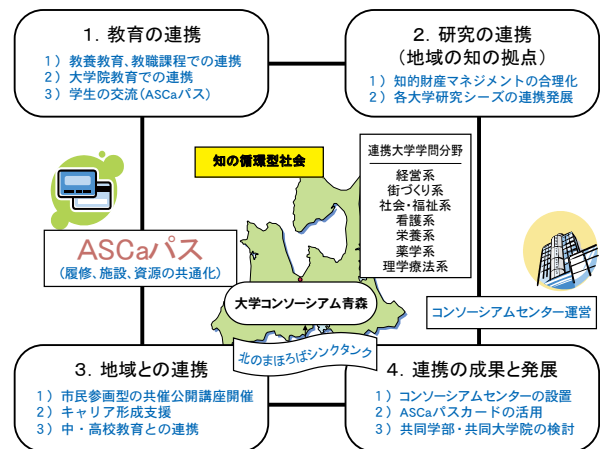 1. 教育の連携
1）教養教育、教職課程での連携
2）大学院教育での連携
3）学生の交流（ASCaパス）
2. 研究の連携
（地域の知の拠点）
1）知的財産マネジメントの合理化
2）各大学研究シーズの連携発展
知の循環型社会
連携大学学問分野
経営系
街づくり系
社会・福祉系
看護系
栄養系
薬学系
理学療法系
ASCaパス
（履修、施設、資源の共通化）
大学コンソーシアム青森
コンソーシアムセンター運営
北のまほろばシンクタンク
3. 地域との連携
1）市民参画型の共催公開講座開催
2）キャリア形成支援
3）中・高校教育との連携
4. 連携の成果と発展
1）コンソーシアムセンターの設置
2）ASCaパスカードの活用
3）共同学部・共同大学院の検討